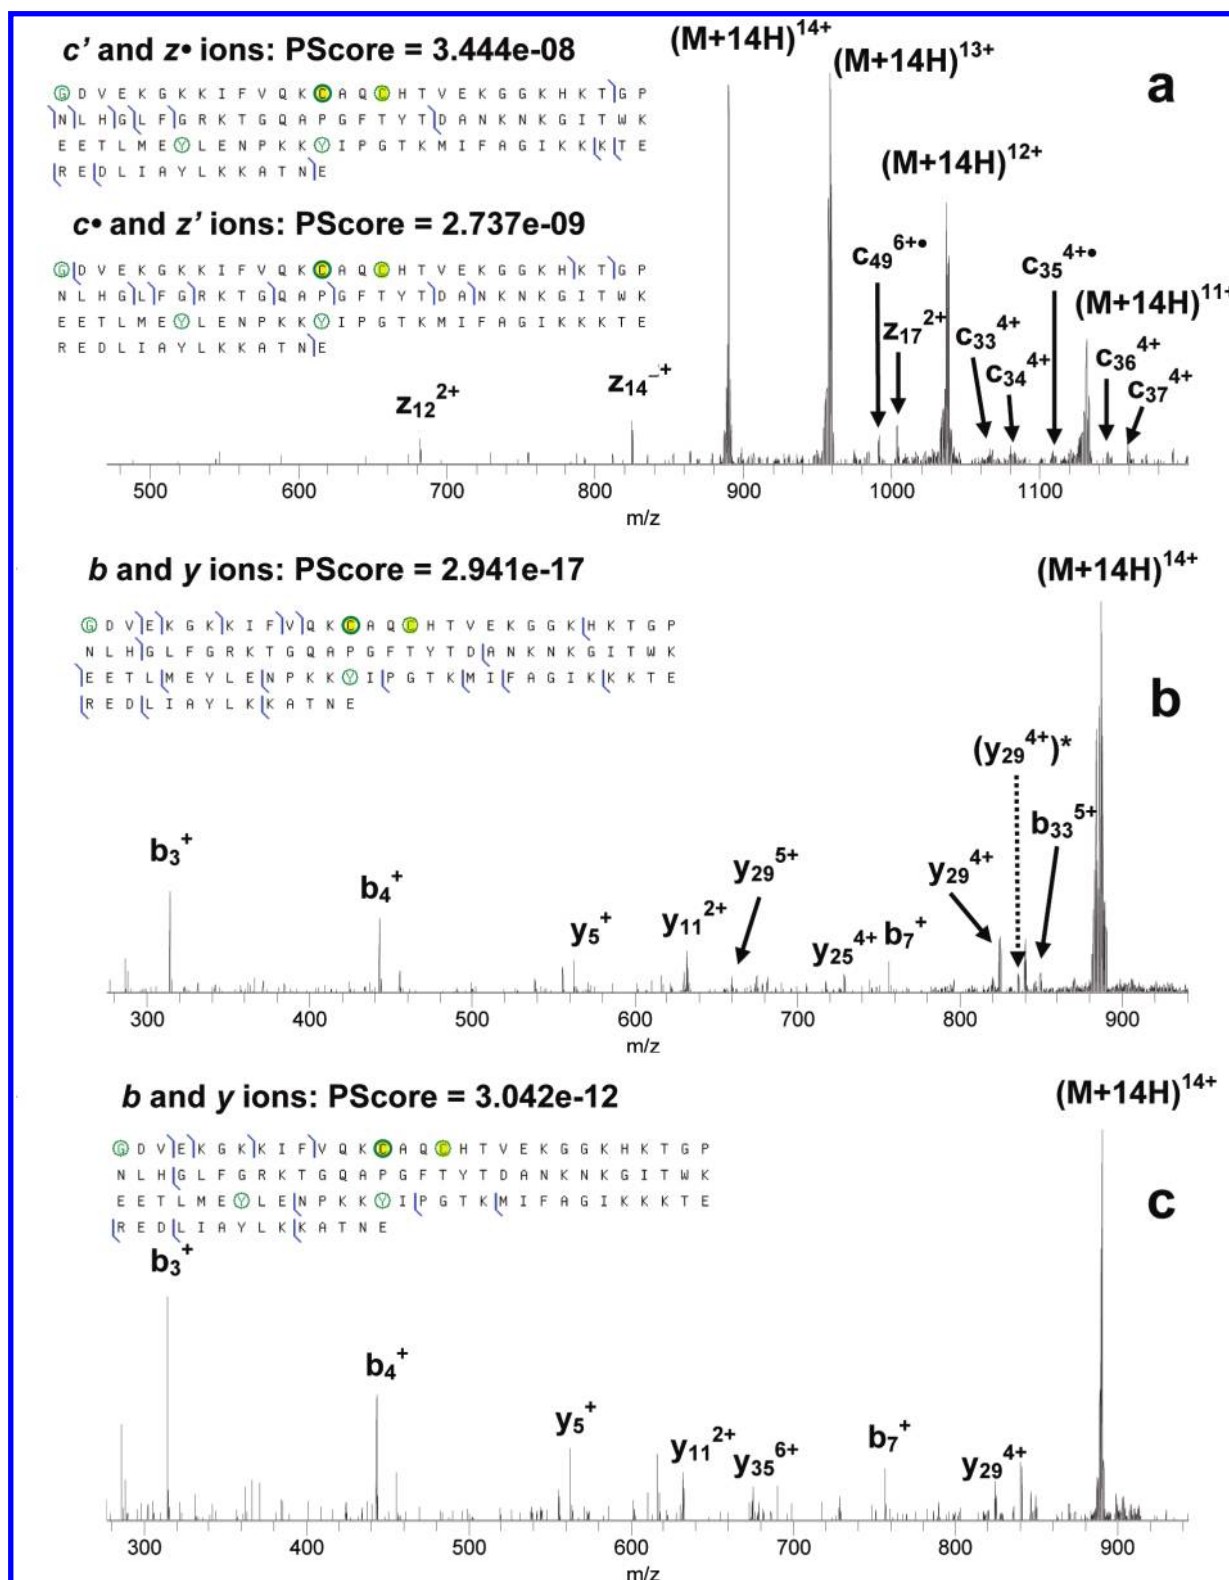 c’ and z• ions: PScore = 3.444e-08
G D V E K G K K I F V Q K C A Q C H T V E K G G K H K T G P
N L H G L F G R K T G Q A P G F T Y T D A N K N K G I T W K
E E T L M E Y L E N P K K Y I P G T K M I F A G I K K K T E
R E D L I A Y L K K A T N E
c• and z’ ions: PScore = 2.737e-09
G D V E K G K K I F V Q K C A Q C H T V E K G G K H K T G P
N L H G L F G R K T G Q A P G F T Y T D A N K N K G I T W K
E E T L M E Y L E N P K K Y I P G T K M I F A G I K K K T E
R E D L I A Y L K K A T N E
(M+14H)14+
(M+14H)13+
a
(M+14H)12+
c49 6+•
c35 4+•
z17 2+
(M+14H)11+
c33 4+
c34 4+
c36 4+
c37 4+
z12 2+
z14 –+
500 600 700 800 900 1000 1100
m/z
b and y ions: PScore = 2.941e-17
(M+14H)14+
G D V E K G K K I F V Q K C A Q C H T V E K G G K H K T G P
N L H G L F G R K T G Q A P G F T Y T D A N K N K G I T W K
E E T L M E Y L E N P K K Y I P G T K M I F A G I K K K T E
R E D L I A Y L K K A T N E
b
(y29 4+)*
b3+
b33 5+
y29 5+
y29 4+
b4+
y5+
y11 2+
y25 4+
b7+
300 400 500 600 700 800 900
m/z
b and y ions: PScore = 3.042e-12
(M+14H)14+
G D V E K G K K I F V Q K C A Q C H T V E K G G K H K T G P
N L H G L F G R K T G Q A P G F T Y T D A N K N K G I T W K
E E T L M E Y L E N P K K Y I P G T K M I F A G I K K K T E
R E D L I A Y L K K A T N E
c
b3+
b4+
y5+
y11 2+
y35 6+
b7+
y29 4+
300 400 500 600 700 800 900
m/z